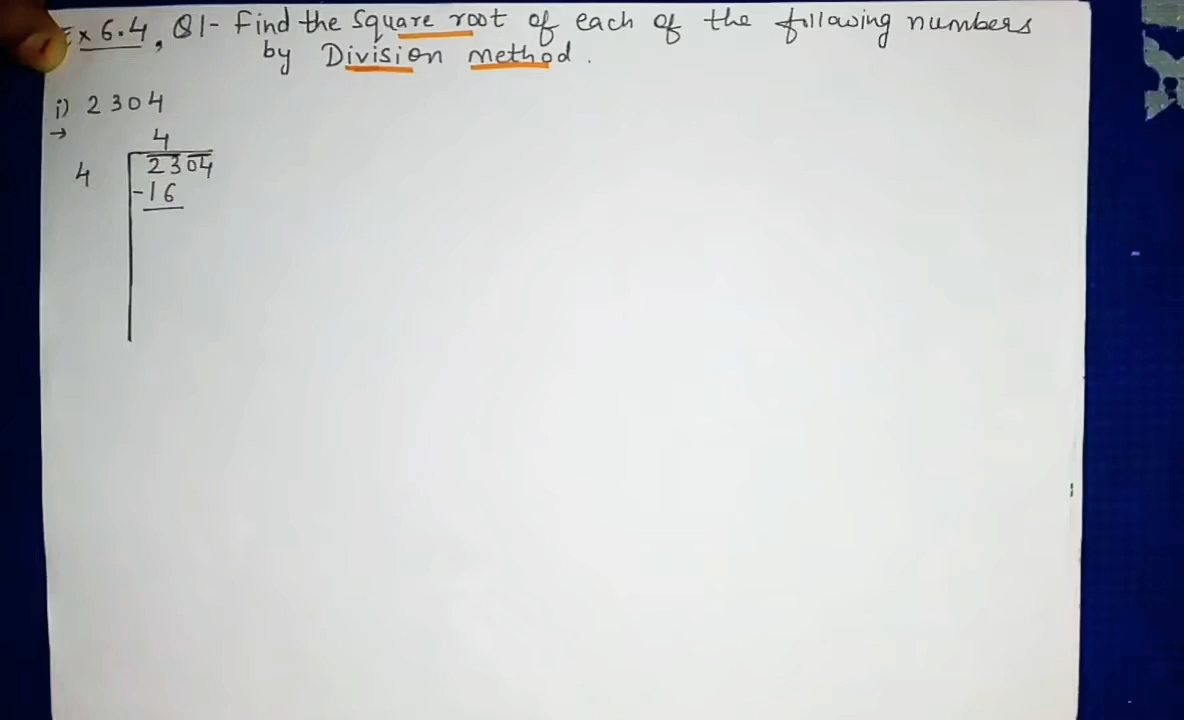 Ex 6.4, Q1- Find the Square root of each of the following numbers
by Division method.
i) 2304
→
4
4 2304
-16